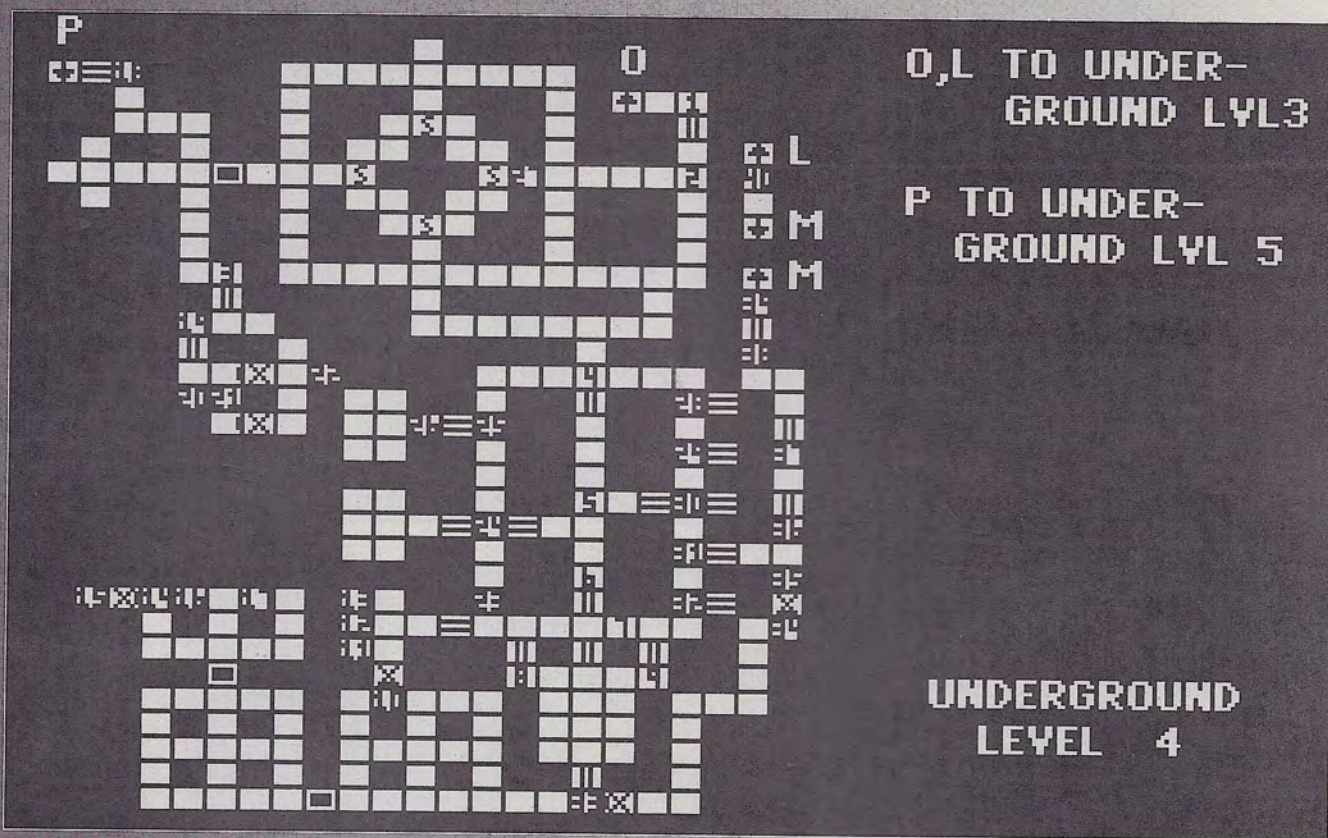 P
O
O,L TO UNDER-
GROUND LVL3
L
M
P TO UNDER-
GROUND LVL 5
M
UNDERGROUND
LEVEL 4